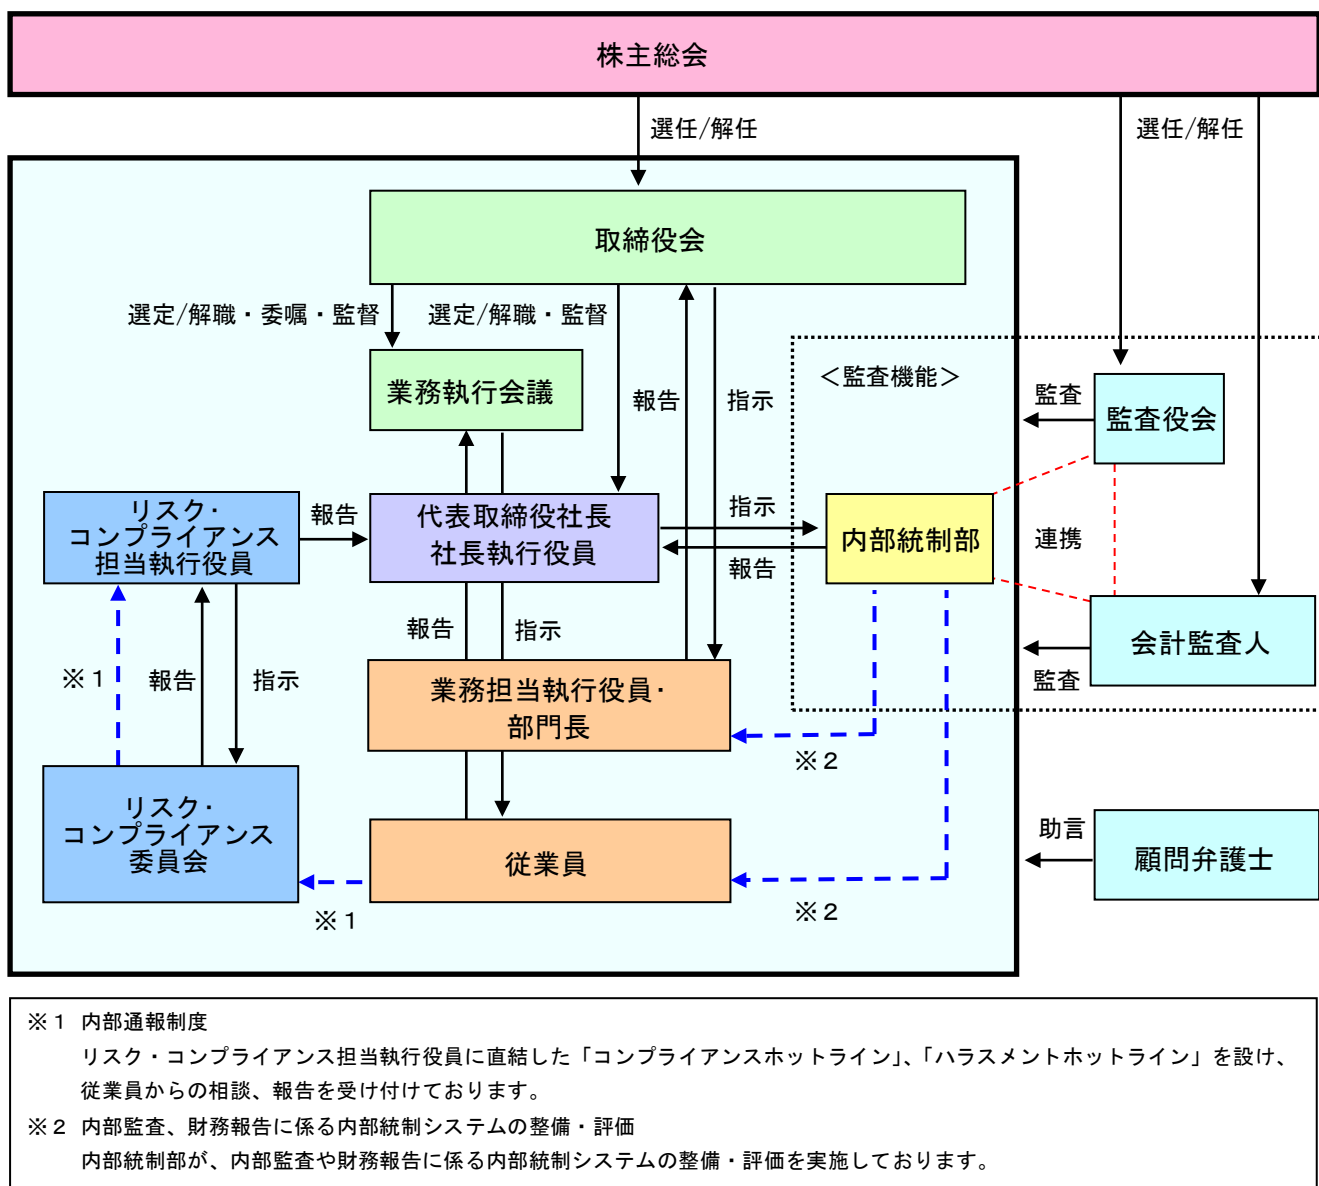 株主総会
選任/解任
選任/解任
取締役会
選定/解職・委嘱・監督
選定/解職・監督
業務執行会議
報告
指示
＜監査機能＞
監査
監査役会
リスク・
コンプライアンス
担当執行役員
報告
代表取締役社長
社長執行役員
指示
報告
内部統制部
連携
※１
報告
指示
報告
指示
業務担当執行役員・
部門長
監査
会計監査人
※２
リスク・
コンプライアンス
委員会
※１
従業員
※２
助言
顧問弁護士
※１ 内部通報制度
リスク・コンプライアンス担当執行役員に直結した「コンプライアンスホットライン」、「ハラスメントホットライン」を設け、
従業員からの相談、報告を受け付けております。
※２ 内部監査、財務報告に係る内部統制システムの整備・評価
内部統制部が、内部監査や財務報告に係る内部統制システムの整備・評価を実施しております。